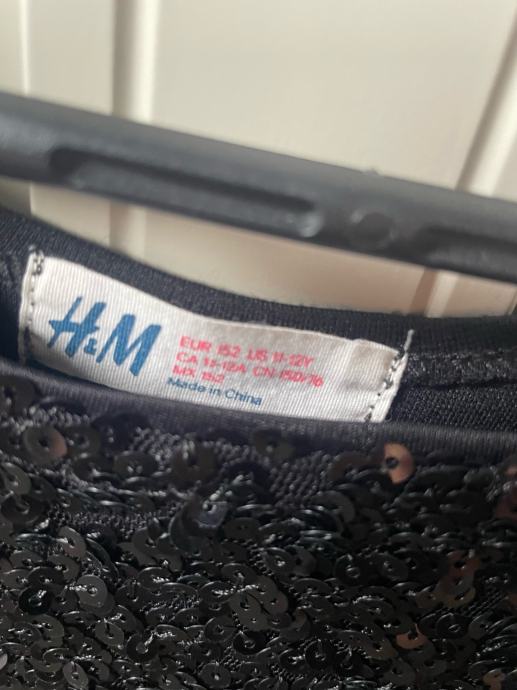 H&M
EUR 152 US 11-12Y
CA 11-12A CN 150/76
MX 152
Made in China